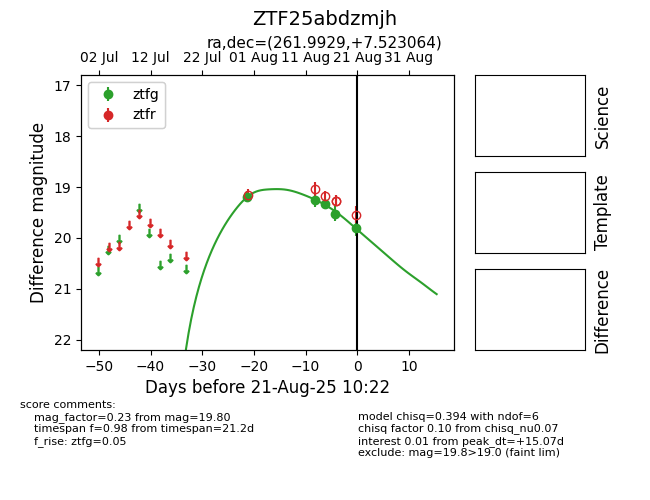 ZTF25abdzmjh
ra,dec=(261.9929,+7.523064)
02 Jul 12 Jul 22 Jul 01 Aug 11 Aug 21 Aug 31 Aug
17
18
19
20
21
22
Difference magnitude
ztfg
ztfr
−50 −40 −30 −20 −10 0 10
Days before 21-Aug-25 10:22
Science
Template
Difference
score comments:
mag_factor=0.23 from mag=19.80
timespan f=0.98 from timespan=21.2d
f_rise: ztfg=0.05
model chisq=0.394 with ndof=6
chisq factor 0.10 from chisq_nu0.07
interest 0.01 from peak_dt=+15.07d
exclude: mag=19.8>19.0 (faint lim)